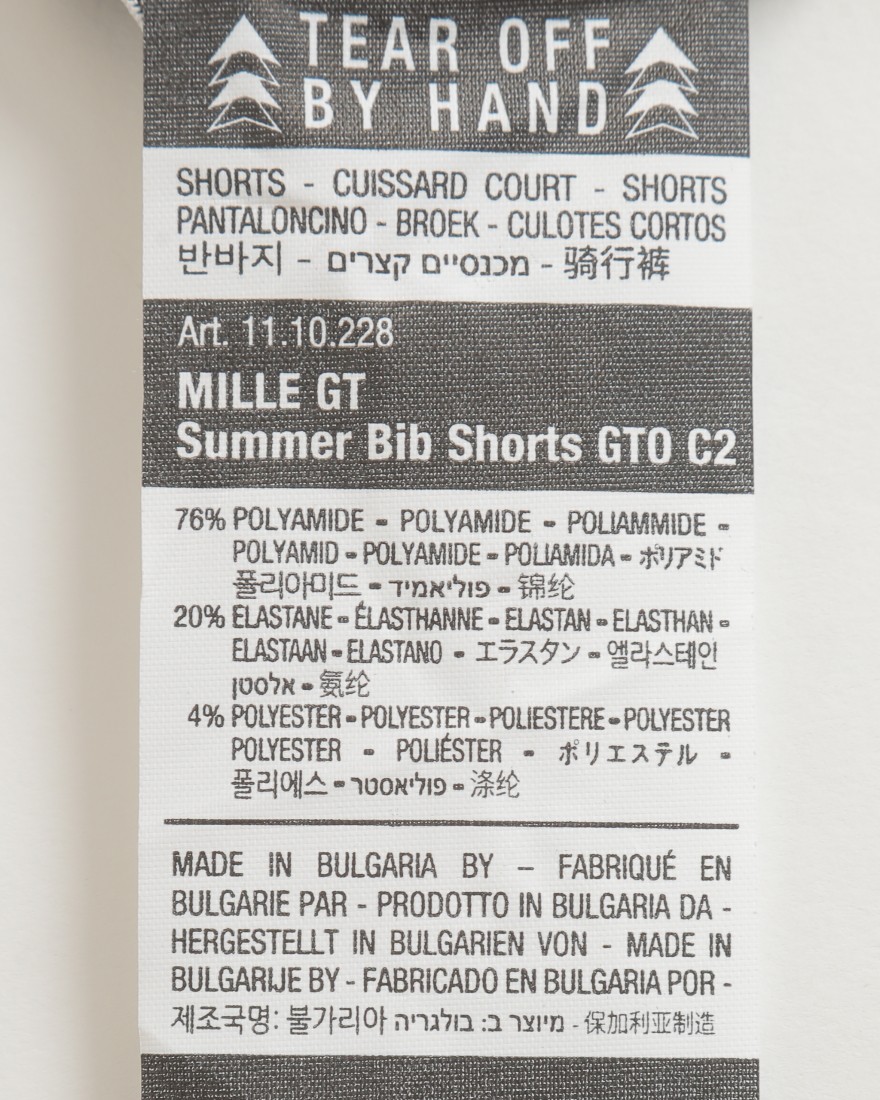 TEAR OFF
BY HAND
SHORTS - CUISSARD COURT - SHORTS
PANTALONCINO - BROEK - CULOTES CORTOS
반바지 - מכנסיים קצרים - 骑行裤
Art. 11.10.228
MILLE GT
Summer Bib Shorts GTO C2
76% POLYAMIDE - POLYAMIDE - POLIAMMIDE -
POLYAMID - POLYAMIDE - POLIAMIDA - ポリアミド
폴리아미드 - פוליאמיד - 锦纶
20% ELASTANE - ÉLASTHANNE - ELASTAN - ELASTHAN -
ELASTAAN - ELASTANO - エラスタン - 엘라스테인
אלסטן - 氨纶
4% POLYESTER - POLYESTER - POLIESTERE - POLYESTER
POLYESTER - POLIÉSTER - ポリエステル -
폴리에스 - פוליאסטר - 涤纶
MADE IN BULGARIA BY – FABRIQUÉ EN
BULGARIE PAR - PRODOTTO IN BULGARIA DA -
HERGESTELLT IN BULGARIEN VON - MADE IN
BULGARIJE BY - FABRICADO EN BULGARIA POR -
제조국명: 불가리아 מיוצר ב: בולגריה - 保加利亚制造